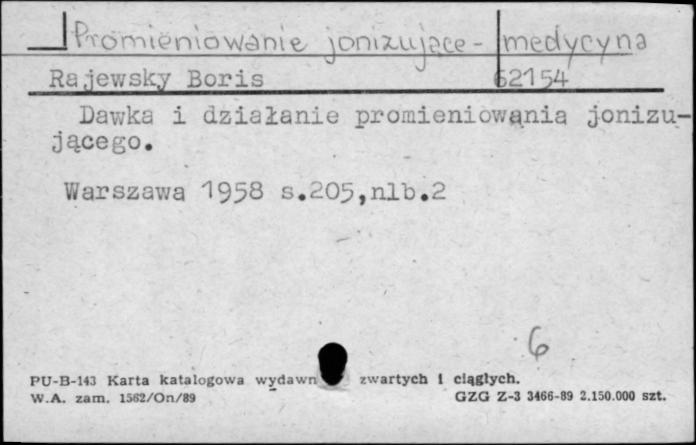 Promieniowanie jonizujące - medycyna
Rajewsky Boris 62154
Dawka i działanie promieniowania jonizu-
jącego.
Warszawa 1958 s.205,nlb.2
6
PU-B-143 Karta katalogowa wydawn zwartych i ciągłych.
W.A. zam. 1562/On/89 GZG Z-3 3466-89 2.150.000 szt.